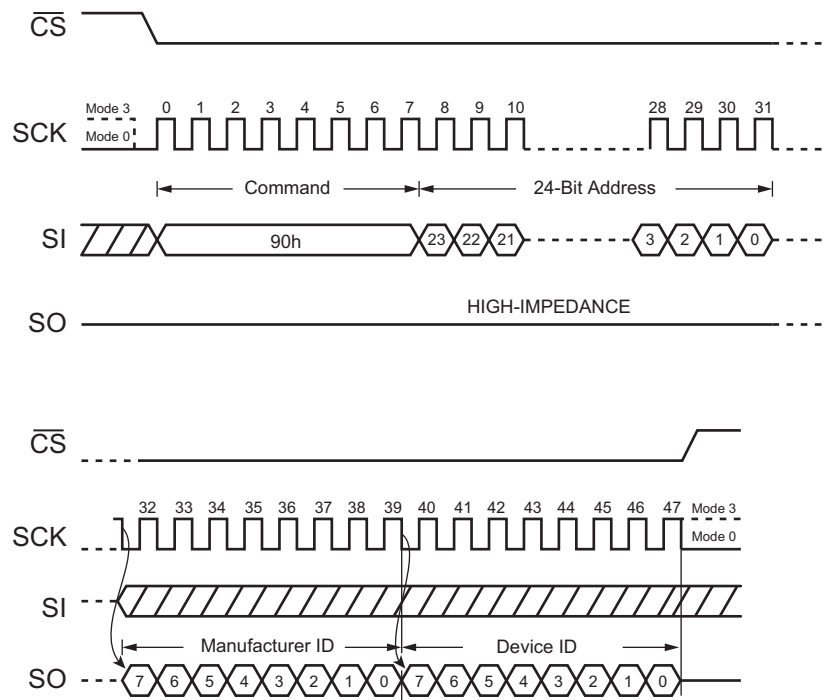 CS
Mode 3 0 1 2 3 4 5 6 7 8 9 10 28 29 30 31
SCK Mode 0
Command 24-Bit Address
SI 90h 23 22 21 3 2 1 0
HIGH-IMPEDANCE
SO
CS
32 33 34 35 36 37 38 39 40 41 42 43 44 45 46 47 Mode 3
SCK Mode 0
SI
Manufacturer ID Device ID
SO 7 6 5 4 3 2 1 0 7 6 5 4 3 2 1 0